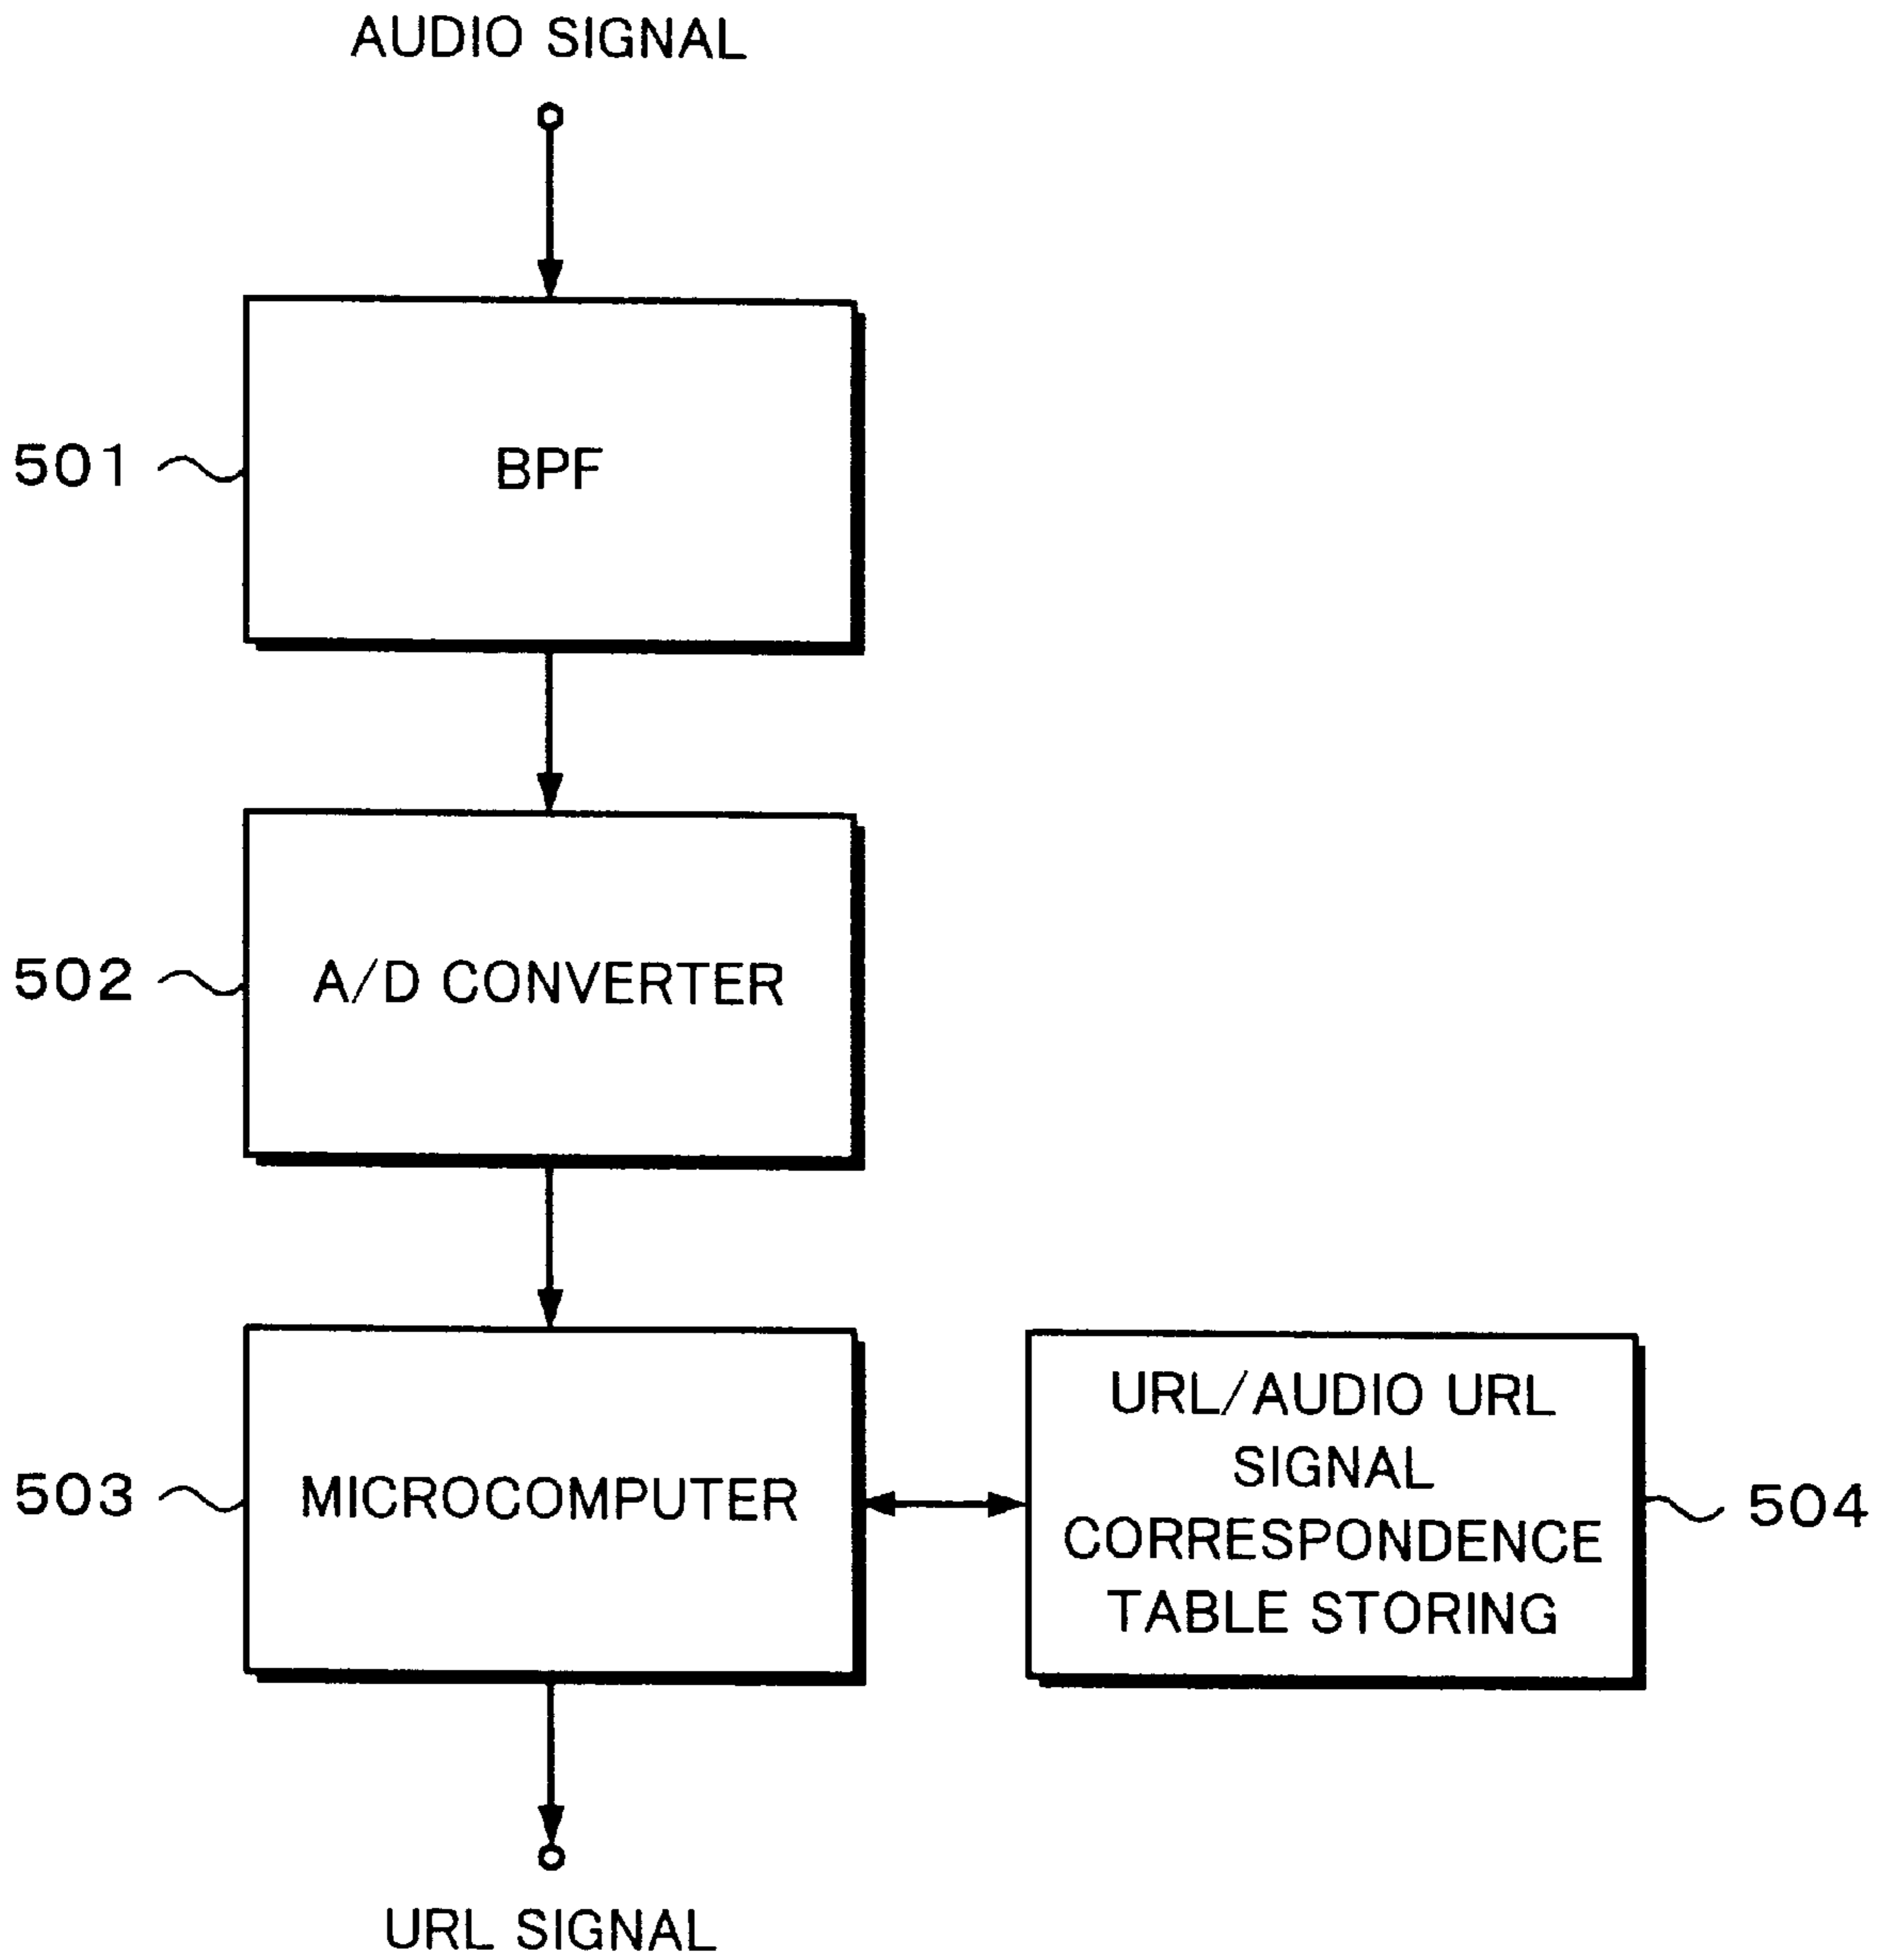 AUDIO SIGNAL
501
BPF
502
A/D CONVERTER
503
MICROCOMPUTER
URL/AUDIO URL
SIGNAL
CORRESPONDENCE
TABLE STORING
504
URL SIGNAL